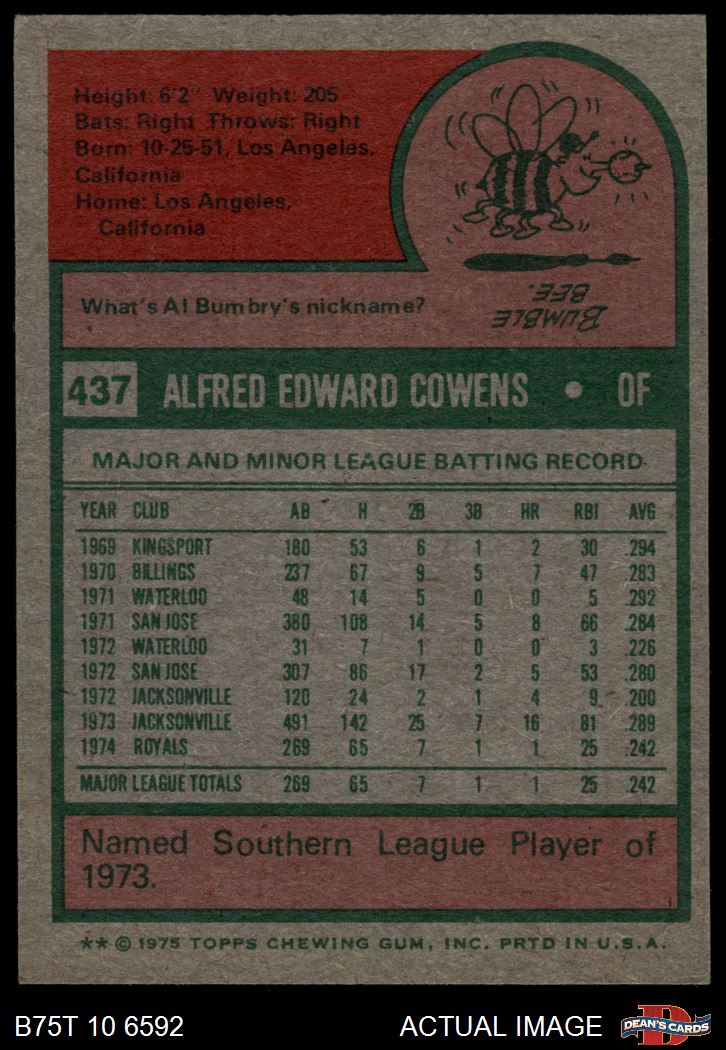 Height: 6'2" Weight: 205
Bats: Right Throws: Right
Born: 10-25-51, Los Angeles,
California
Home: Los Angeles,
California
What's Al Bumbry's nickname?
BUMBLE
BEE.
437 ALFRED EDWARD COWENS • OF
MAJOR AND MINOR LEAGUE BATTING RECORD
YEAR CLUB AB H 2B 3B HR RBI AVG
1969 KINGSPORT 180 53 6 1 2 30 .294
1970 BILLINGS 237 67 9 5 7 47 .283
1971 WATERLOO 48 14 5 0 0 5 .292
1971 SAN JOSE 380 108 14 5 8 66 .284
1972 WATERLOO 31 7 1 0 0 3 .226
1972 SAN JOSE 307 86 17 2 5 53 .280
1972 JACKSONVILLE 120 24 2 1 4 9 .200
1973 JACKSONVILLE 491 142 25 7 16 81 .289
1974 ROYALS 269 65 7 1 1 25 .242
MAJOR LEAGUE TOTALS 269 65 7 1 1 25 .242
Named Southern League Player of
1973.
** © 1975 TOPPS CHEWING GUM, INC. PRTD IN U.S.A.
B75T 10 6592 ACTUAL IMAGE DEAN'S CARDS